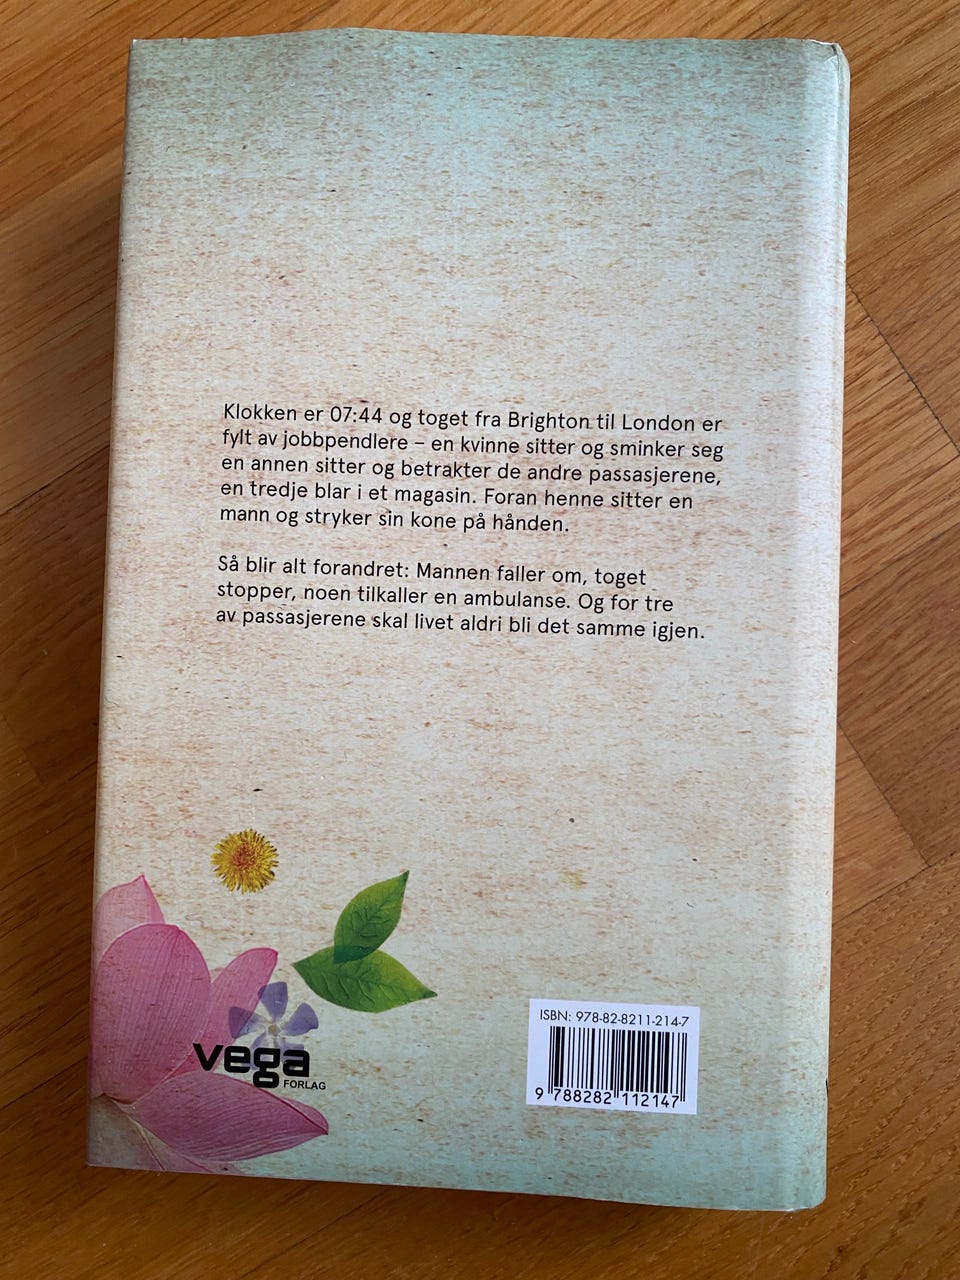 Klokken er 07:44 og toget fra Brighton til London er
fylt av jobbpendlere – en kvinne sitter og sminker seg
en annen sitter og betrakter de andre passasjerene,
en tredje blar i et magasin. Foran henne sitter en
mann og stryker sin kone på hånden.
Så blir alt forandret: Mannen faller om, toget
stopper, noen tilkaller en ambulanse. Og for tre
av passasjerene skal livet aldri bli det samme igjen.
vega
FORLAG
ISBN: 978-82-8211-214-7
9 788282 112147